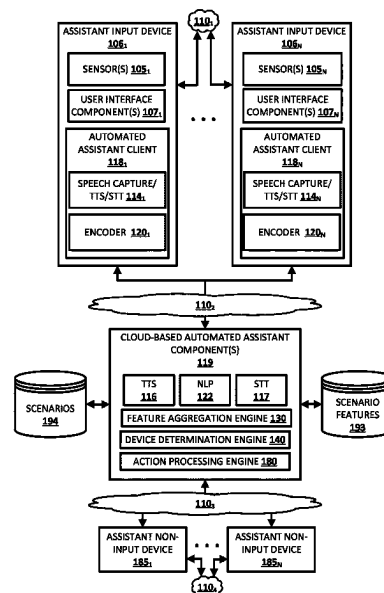 110₁
ASSISTANT INPUT DEVICE
106₁
SENSOR(S) 105₁
USER INTERFACE
COMPONENT(S) 107₁
AUTOMATED
ASSISTANT CLIENT
118₁
SPEECH CAPTURE/
TTS/STT 114₁
ENCODER 120₁
. . .
ASSISTANT INPUT DEVICE
106N
SENSOR(S) 105N
USER INTERFACE
COMPONENT(S) 107N
AUTOMATED
ASSISTANT CLIENT
118N
SPEECH CAPTURE/
TTS/STT 114N
ENCODER 120N
110₂
CLOUD-BASED AUTOMATED ASSISTANT
COMPONENT(S)
119
TTS
116
NLP
122
STT
117
FEATURE AGGREGATION ENGINE 130
DEVICE DETERMINATION ENGINE 140
ACTION PROCESSING ENGINE 180
SCENARIOS
194
SCENARIO
FEATURES
193
110₃
ASSISTANT NON-
INPUT DEVICE
185₁
. . .
ASSISTANT NON-
INPUT DEVICE
185N
110₄